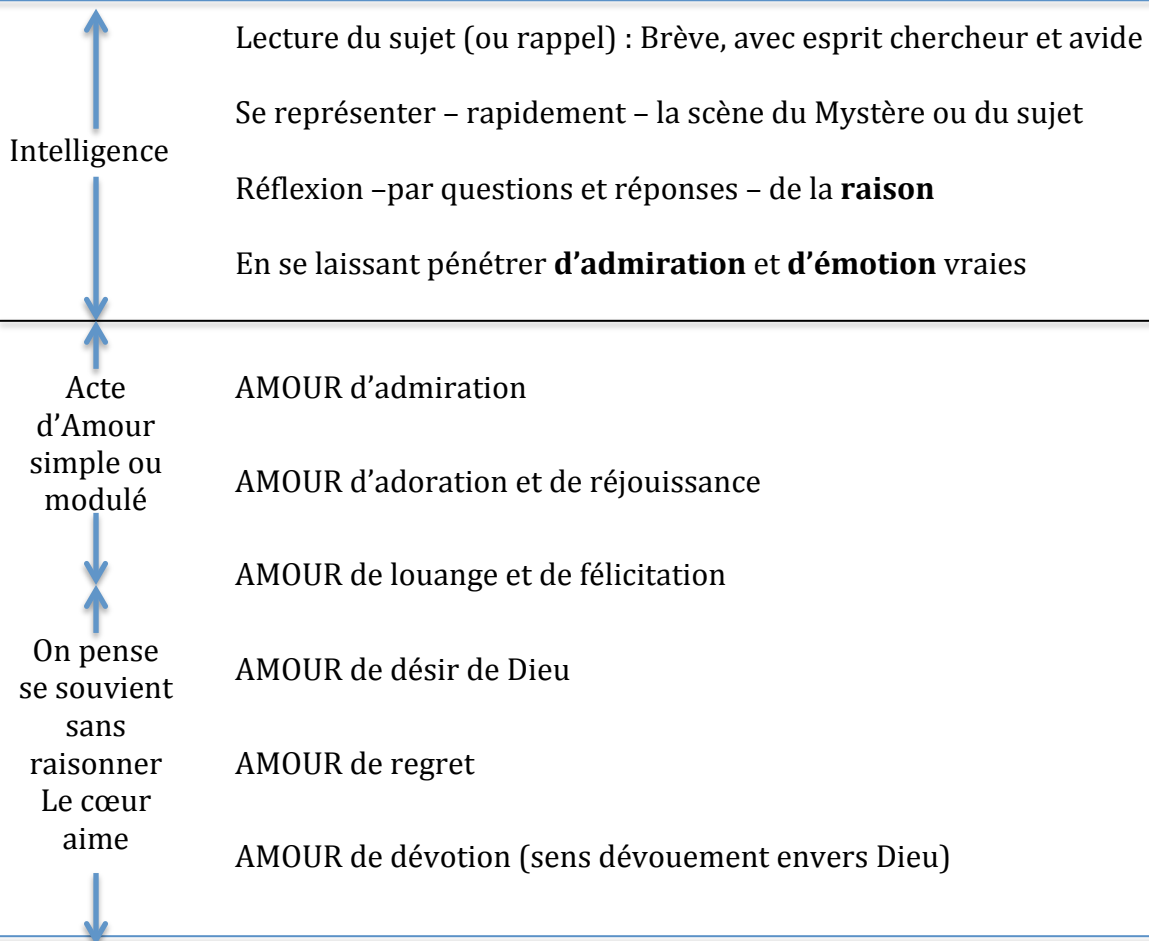 Lecture du sujet (ou rappel) : Brève, avec esprit chercheur et avide
Se représenter – rapidement – la scène du Mystère ou du sujet
Intelligence
Réflexion –par questions et réponses – de la raison
En se laissant pénétrer d’admiration et d’émotion vraies
Acte
d’Amour
simple ou
modulé
AMOUR d’admiration
AMOUR d’adoration et de réjouissance
AMOUR de louange et de félicitation
On pense
se souvient
sans
raisonner
Le cœur
aime
AMOUR de désir de Dieu
AMOUR de regret
AMOUR de dévotion (sens dévouement envers Dieu)